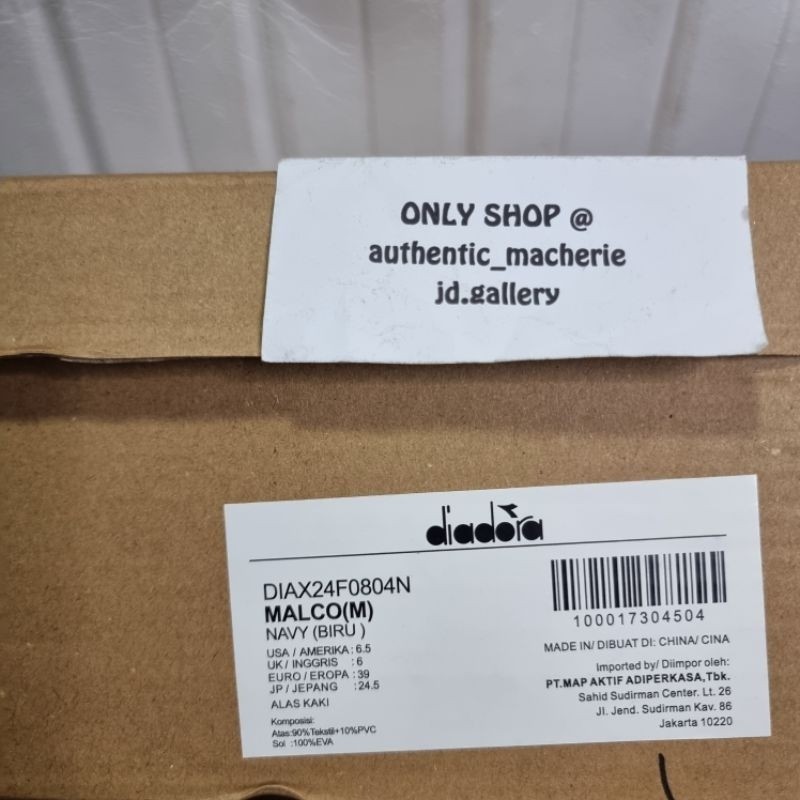 ONLY SHOP @
authentic_macherie
jd.gallery
diadora
DIAX24F0804N
MALCO(M)
NAVY (BIRU )
USA / AMERIKA : 6.5
UK / INGGRIS : 6
EURO / EROPA : 39
JP / JEPANG : 24.5
ALAS KAKI
Komposisi:
Atas:90%Tekstil+10%PVC
Sol :100%EVA
100017304504
MADE IN/ DIBUAT DI: CHINA/ CINA
Imported by/ Diimpor oleh:
PT.MAP AKTIF ADIPERKASA,Tbk.
Sahid Sudirman Center. Lt. 26
Jl. Jend. Sudirman Kav. 86
Jakarta 10220